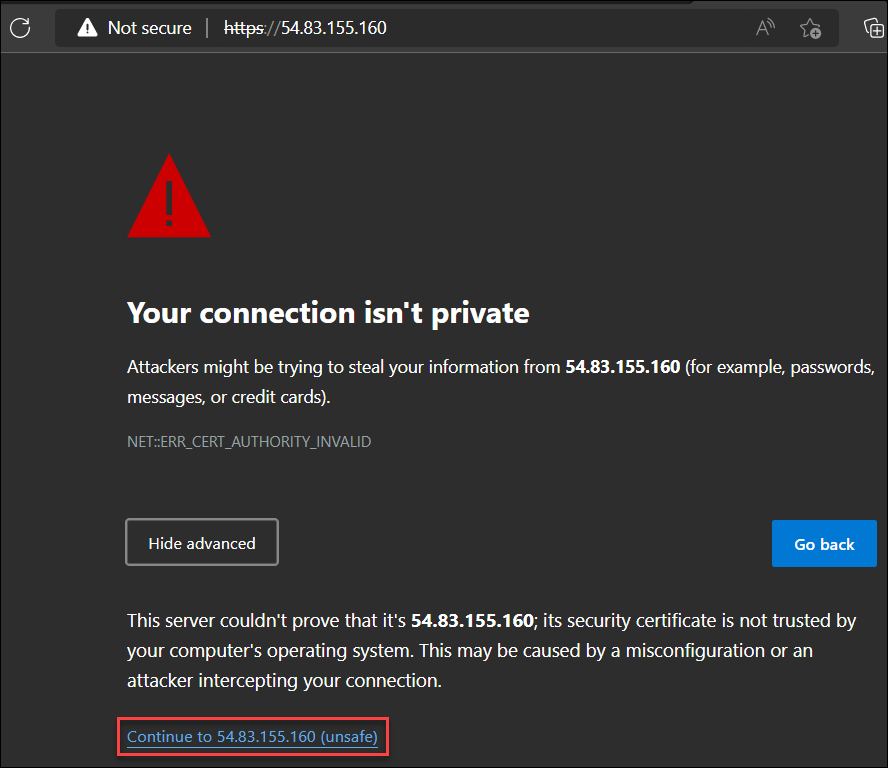 Not secure | https://54.83.155.160
Your connection isn't private
Attackers might be trying to steal your information from 54.83.155.160 (for example, passwords,
messages, or credit cards).
NET::ERR_CERT_AUTHORITY_INVALID
Hide advanced
Go back
This server couldn't prove that it's 54.83.155.160; its security certificate is not trusted by
your computer's operating system. This may be caused by a misconfiguration or an
attacker intercepting your connection.
Continue to 54.83.155.160 (unsafe)